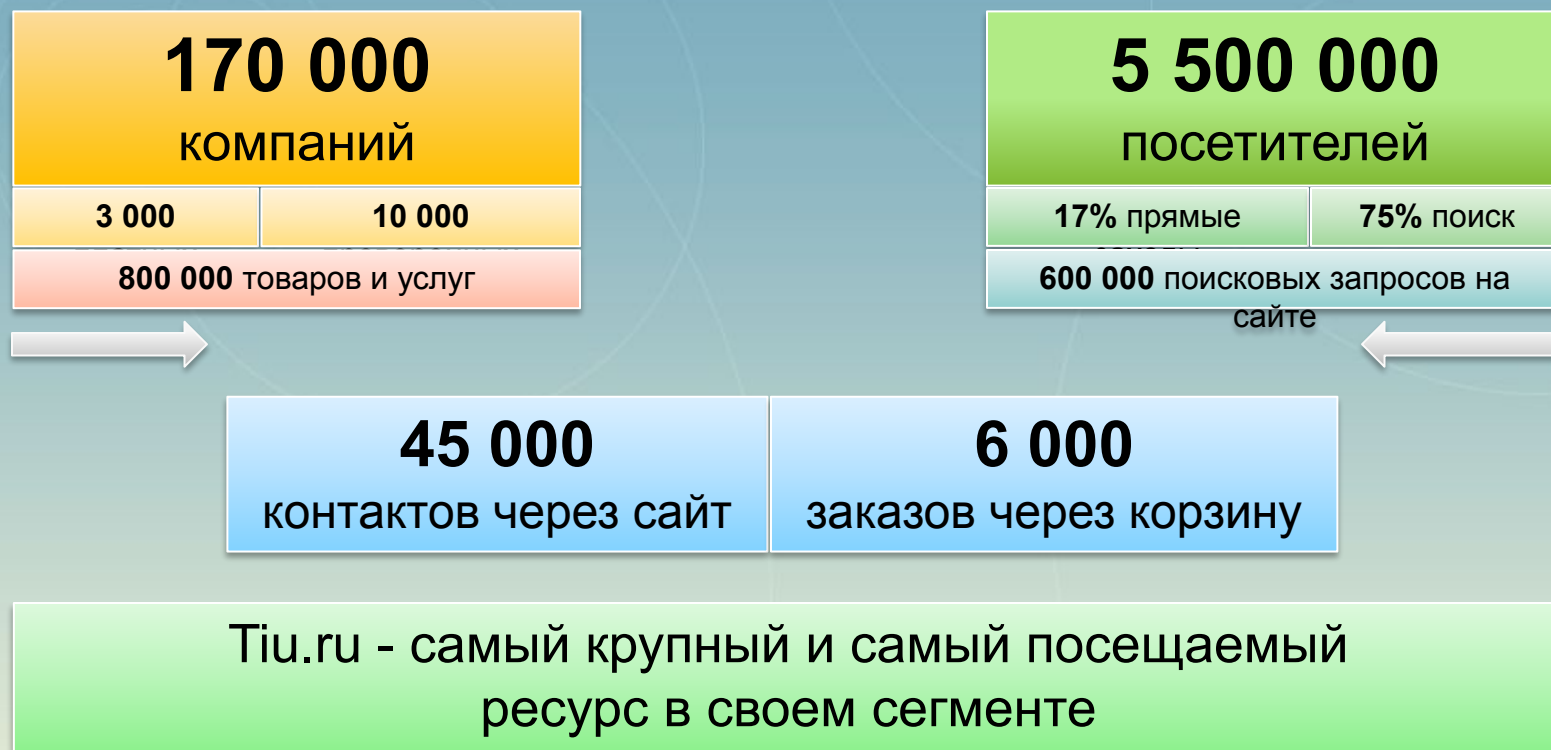 170 000
компаний
3 000
10 000
800 000 товаров и услуг
5 500 000
посетителей
17% прямые
75% поиск
600 000 поисковых запросов на
сайте
45 000
контактов через сайт
6 000
заказов через корзину
Tiu.ru - самый крупный и самый посещаемый
ресурс в своем сегменте